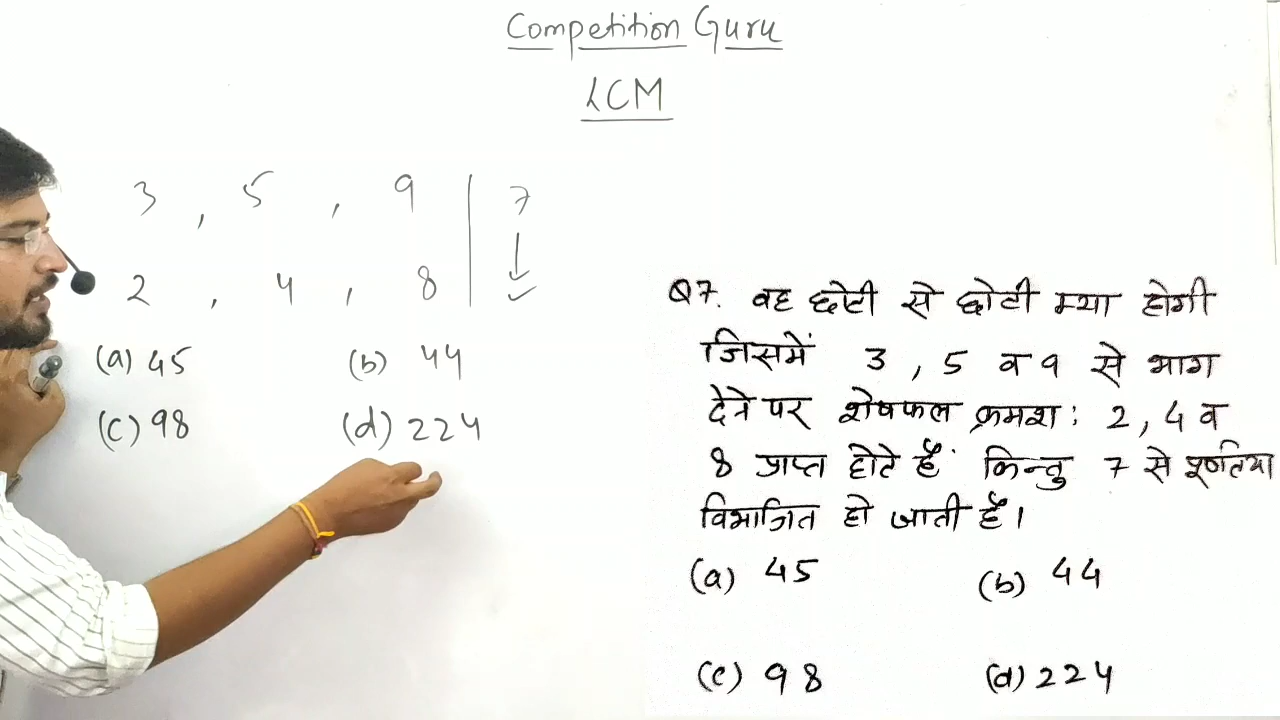 Competition Guru
LCM
3 , 5 , 9 | 7
2 , 4 , 8
(a) 45 (b) 44
(c) 98 (d) 224
Q7. वह छोटी से छोटी म्या होगी
जिसमें 3 , 5 व 9 से भाग
देने पर शेषफल क्रमश: 2, 4 व
8 प्राप्त होते हैं किन्तु 7 से पूर्णतया
विभाजित हो जाती है।
(a) 45 (b) 44
(c) 98 (d) 224